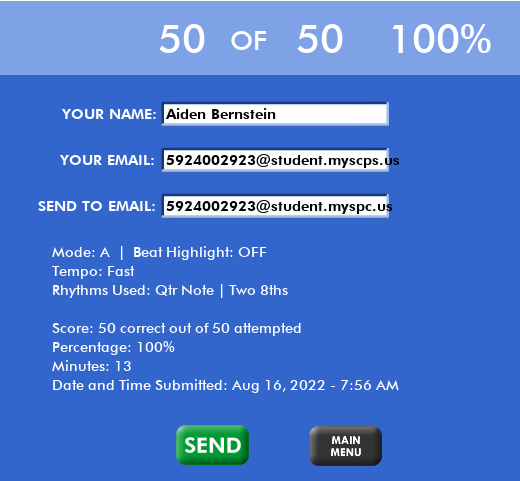 50 OF 50 100%
YOUR NAME: Aiden Bernstein
YOUR EMAIL: 5924002923@student.myscps.us
SEND TO EMAIL: 5924002923@student.myspc.us
Mode: A | Beat Highlight: OFF
Tempo: Fast
Rhythms Used: Qtr Note | Two 8ths
Score: 50 correct out of 50 attempted
Percentage: 100%
Minutes: 13
Date and Time Submitted: Aug 16, 2022 - 7:56 AM
SEND
MAIN
MENU